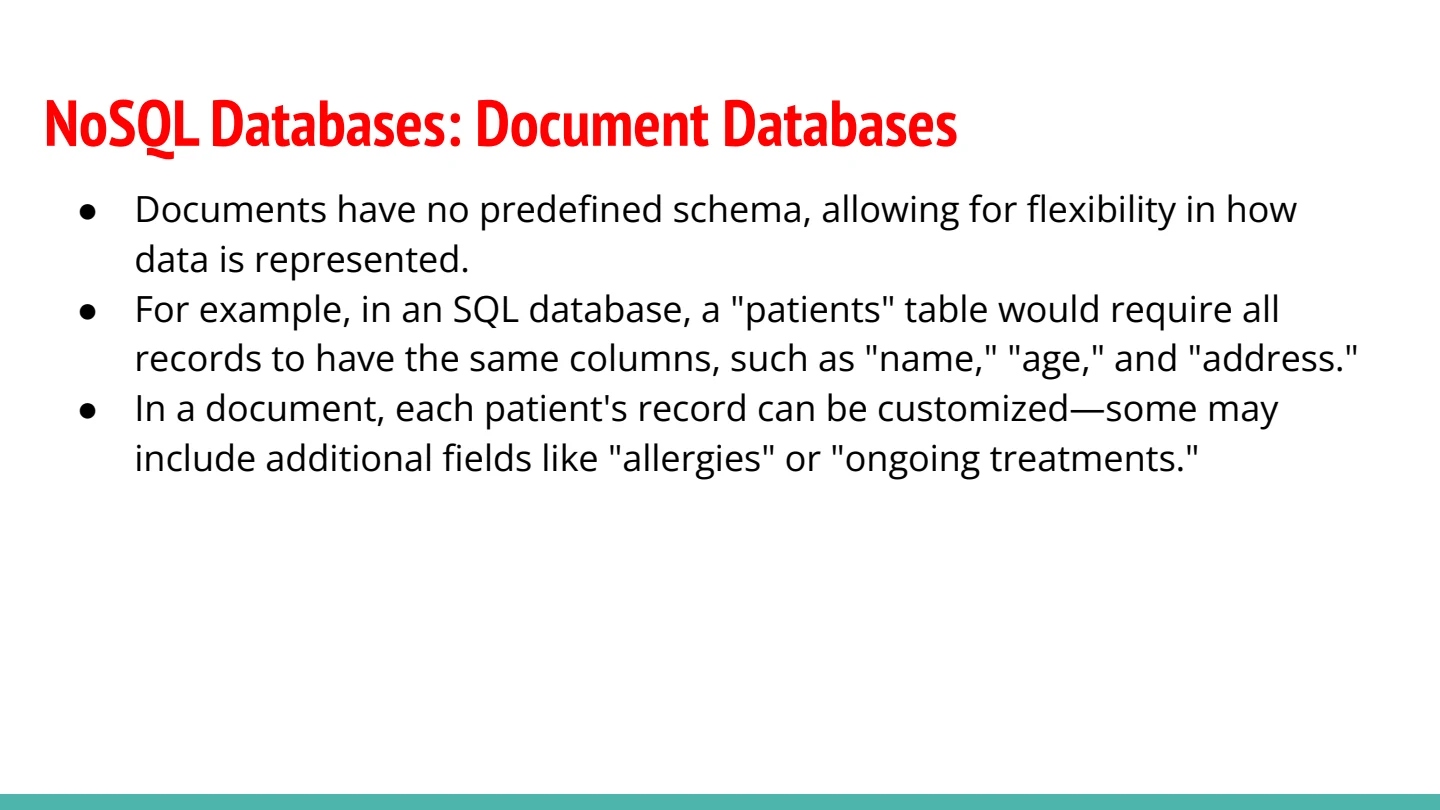 NoSQL Databases: Document Databases
● Documents have no predefined schema, allowing for flexibility in how
data is represented.
● For example, in an SQL database, a "patients" table would require all
records to have the same columns, such as "name," "age," and "address."
● In a document, each patient's record can be customized—some may
include additional fields like "allergies" or "ongoing treatments."